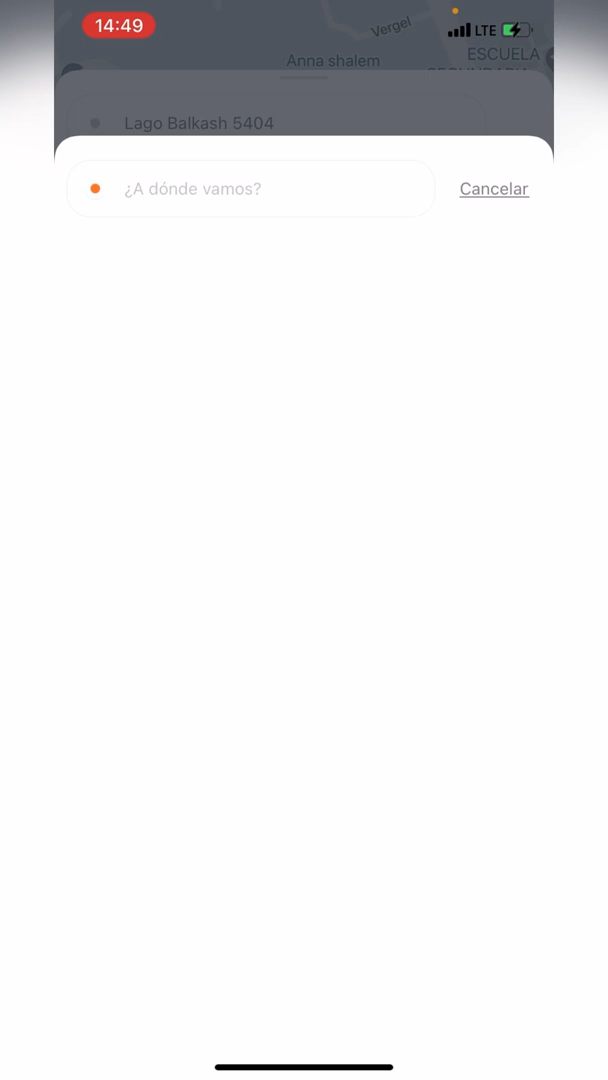 14:49
Vergel
LTE
Anna shalem
ESCUELA
Lago Balkash 5404
¿A dónde vamos?
Cancelar